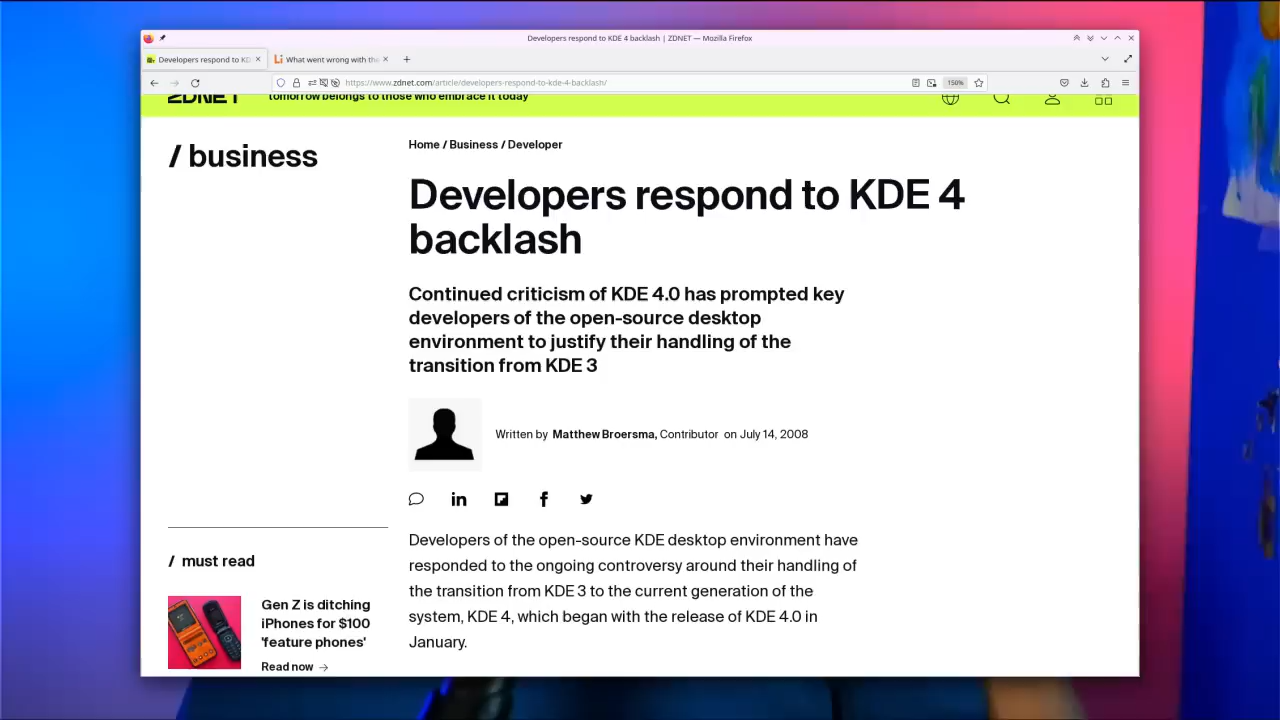 Developers respond to KDE 4 backlash | ZDNET — Mozilla Firefox
Developers respond to KD
What went wrong with the
https://www.zdnet.com/article/developers-respond-to-kde-4-backlash/
150%
ZDNET
tomorrow belongs to those who embrace it today
/ business
Home / Business / Developer
Developers respond to KDE 4
backlash
Continued criticism of KDE 4.0 has prompted key
developers of the open-source desktop
environment to justify their handling of the
transition from KDE 3
Written by Matthew Broersma, Contributor on July 14, 2008
Developers of the open-source KDE desktop environment have
responded to the ongoing controversy around their handling of
the transition from KDE 3 to the current generation of the
system, KDE 4, which began with the release of KDE 4.0 in
January.
/ must read
Gen Z is ditching
iPhones for $100
'feature phones'
Read now →